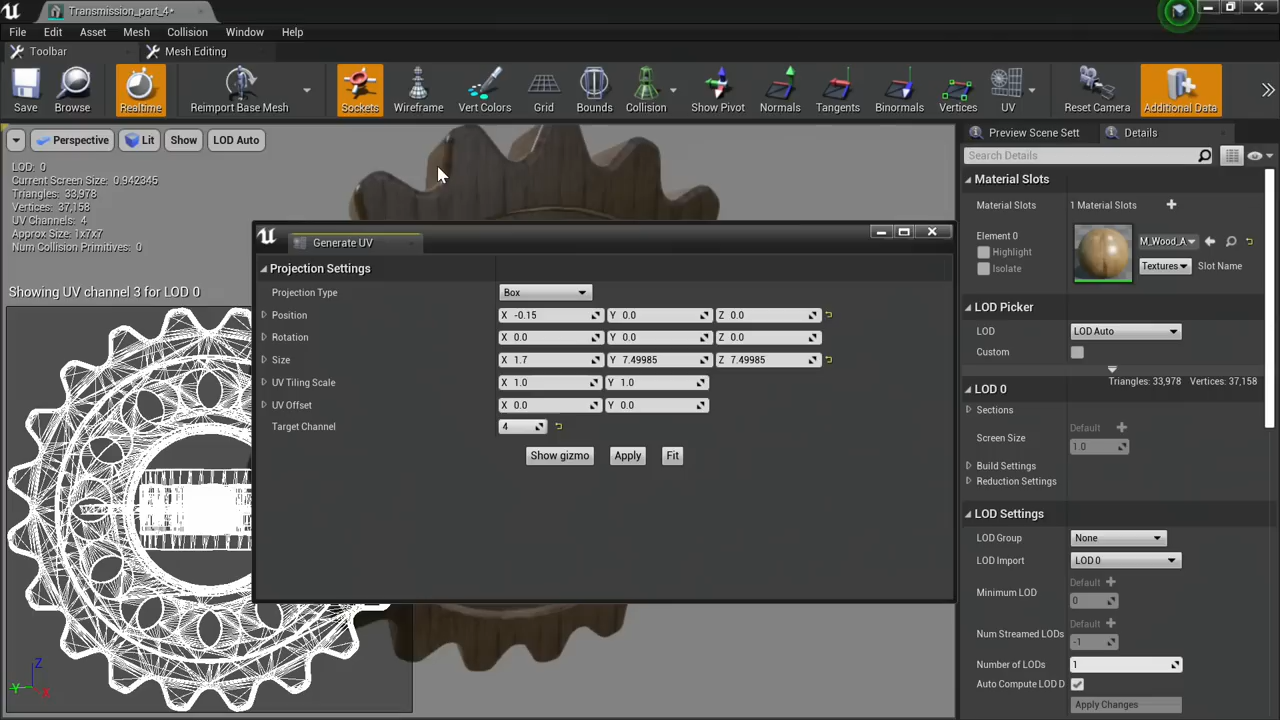 Transmission_part_4*
File Edit Asset Mesh Collision Window Help
Toolbar Mesh Editing
Save Browse Realtime Reimport Base Mesh Sockets Wireframe Vert Colors Grid Bounds Collision Show Pivot Normals Tangents Binormals Vertices UV Reset Camera Additional Data
Perspective Lit Show LOD Auto
LOD: 0
Current Screen Size: 0.942345
Triangles: 33,978
Vertices: 37,158
UV Channels: 4
Approx Size: 1x7x7
Num Collision Primitives: 0
Showing UV channel 3 for LOD 0
Z
Y
X
Generate UV
Projection Settings
Projection Type Box
Position X -0.15 Y 0.0 Z 0.0
Rotation X 0.0 Y 0.0 Z 0.0
Size X 1.7 Y 7.49985 Z 7.49985
UV Tiling Scale X 1.0 Y 1.0
UV Offset X 0.0 Y 0.0
Target Channel 4
Show gizmo Apply Fit
Preview Scene Sett Details
Search Details
Material Slots
Material Slots 1 Material Slots
Element 0
Highlight
Isolate
M_Wood_A
Textures Slot Name
LOD Picker
LOD LOD Auto
Custom
LOD 0 Triangles: 33,978 Vertices: 37,158
Sections
Screen Size Default
1.0
Build Settings
Reduction Settings
LOD Settings
LOD Group None
LOD Import LOD 0
Minimum LOD Default
0
Num Streamed LODs Default
-1
Number of LODs 1
Auto Compute LOD D
Apply Changes